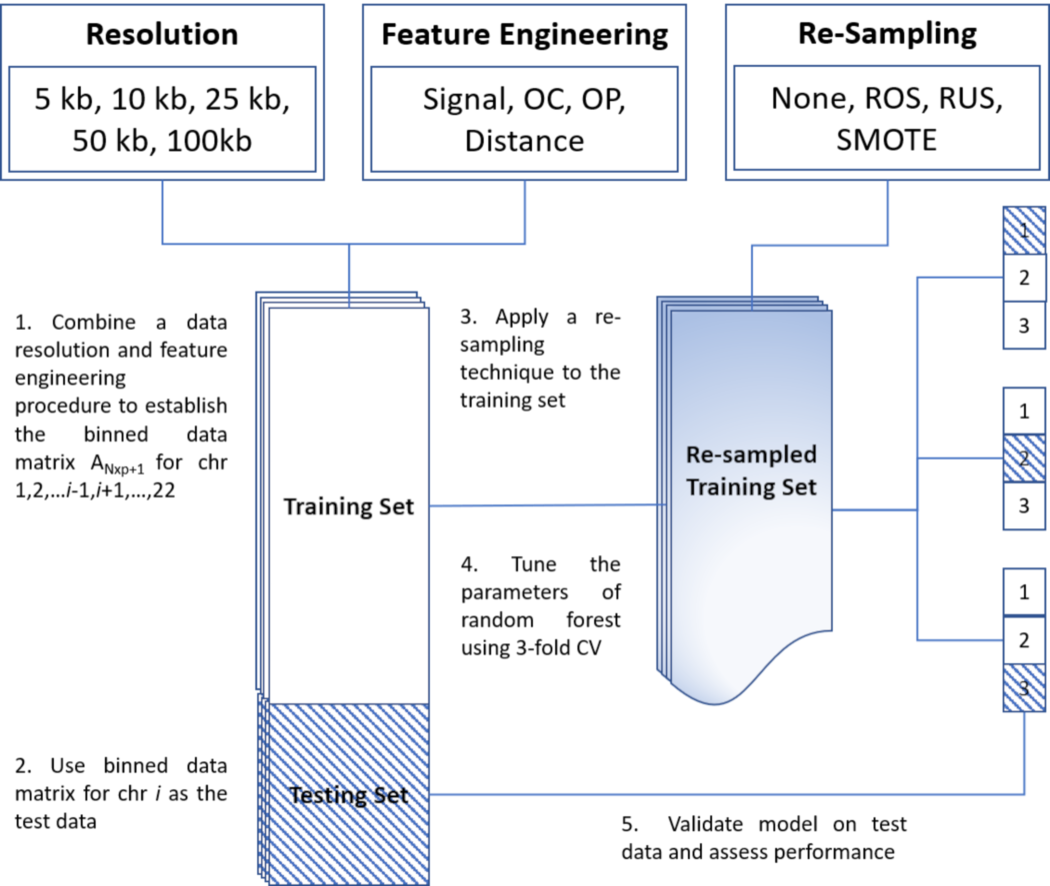 Resolution
5 kb, 10 kb, 25 kb,
50 kb, 100kb
Feature Engineering
Signal, OC, OP,
Distance
Re-Sampling
None, ROS, RUS,
SMOTE
1. Combine a data
resolution and feature
engineering
procedure to establish
the binned data
matrix A_Nxp+1 for chr
1,2,...i-1,i+1,...,22
Training Set
3. Apply a re-
sampling
technique to the
training set
4. Tune the
parameters of
random forest
using 3-fold CV
Re-sampled
Training Set
1
2
3
1
2
3
1
2
3
2. Use binned data
matrix for chr i as the
test data
Testing Set
5. Validate model on test
data and assess performance